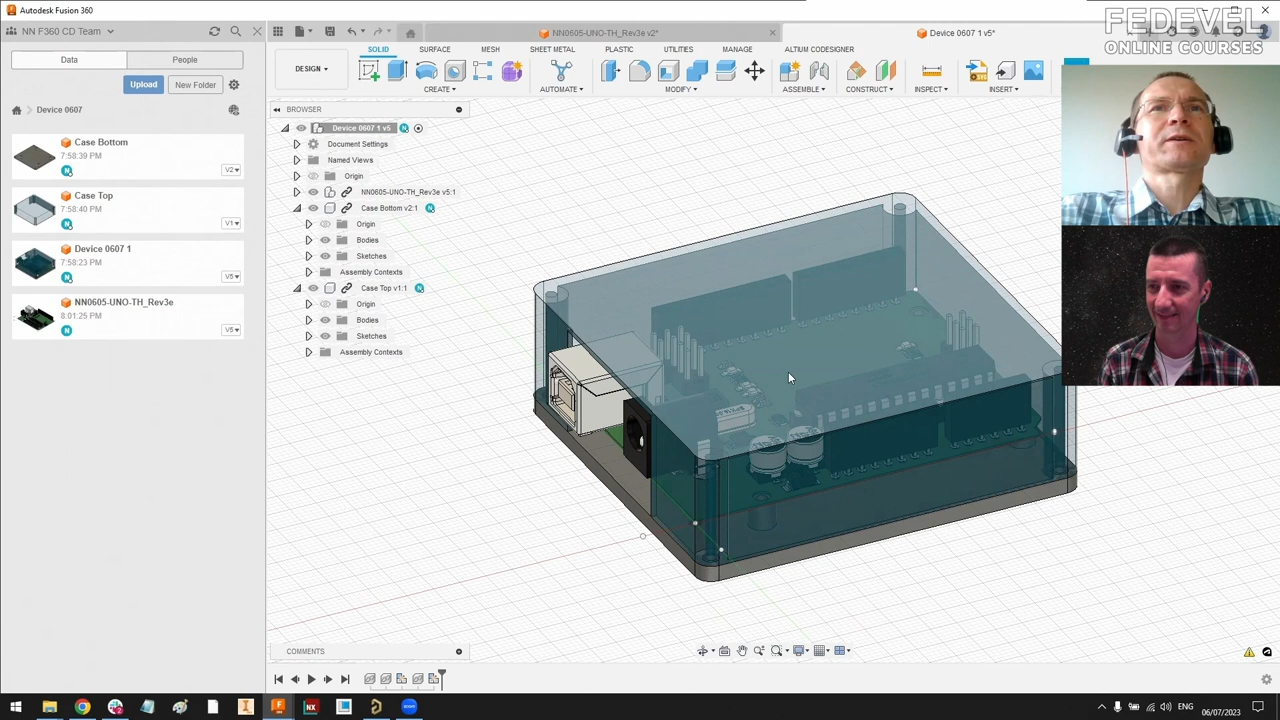 Autodesk Fusion 360
NN F360 CD Team
Data
People
Upload
New Folder
Device 0607
Case Bottom
7:58:39 PM
V2
Case Top
7:58:40 PM
V1
Device 0607 1
7:58:23 PM
V5
NN0605-UNO-TH_Rev3e
8:01:25 PM
V5
NN0605-UNO-TH_Rev3e v2*
Device 0607 1 v5*
FEDEVEL
ONLINE COURSES
SOLID
SURFACE
MESH
SHEET METAL
PLASTIC
UTILITIES
MANAGE
ALTIUM DESIGNER
DESIGN
CREATE
AUTOMATE
MODIFY
ASSEMBLE
CONSTRUCT
INSPECT
INSERT
BROWSER
Device 0607 1 v5
Document Settings
Named Views
Origin
NN0605-UNO-TH_Rev3e v5:1
Case Bottom v2:1
Origin
Bodies
Sketches
Assembly Contexts
Case Top v1:1
Origin
Bodies
Sketches
Assembly Contexts
COMMENTS
ENG
06/07/2023